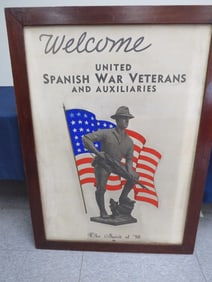 Welcome
UNITED
SPANISH WAR VETERANS
AND AUXILIARIES
The Spirit of '98